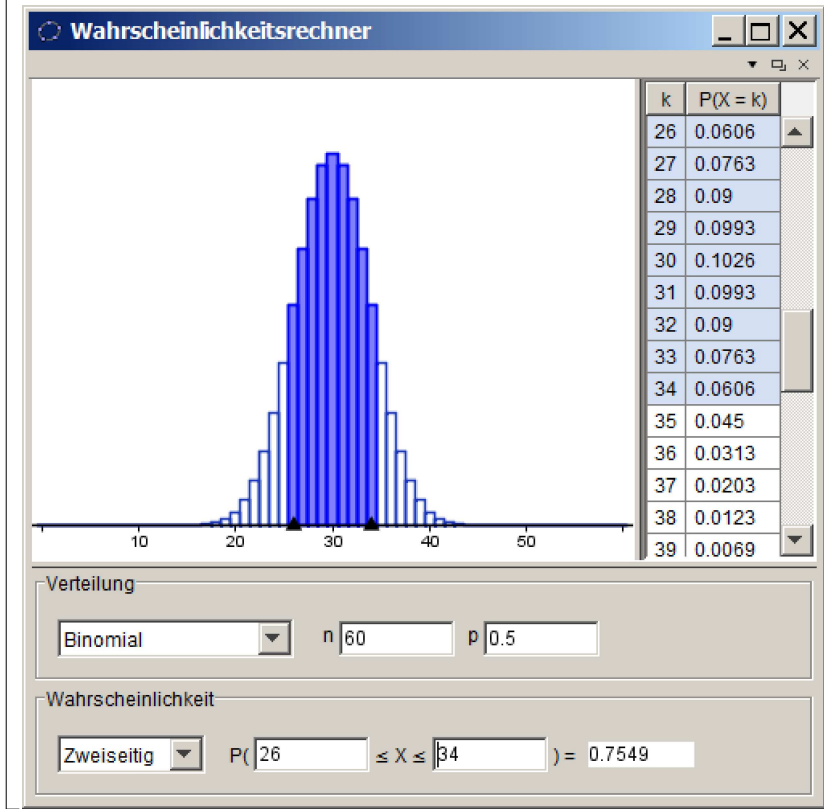 Wahrscheinlichkeitsrechner
k P(X = k)
26 0.0606
27 0.0763
28 0.09
29 0.0993
30 0.1026
31 0.0993
32 0.09
33 0.0763
34 0.0606
35 0.045
36 0.0313
37 0.0203
38 0.0123
39 0.0069
10 20 30 40 50
Verteilung
Binomial n 60 p 0.5
Wahrscheinlichkeit
Zweiseitig P( 26 ≤ X ≤ 34 ) = 0.7549